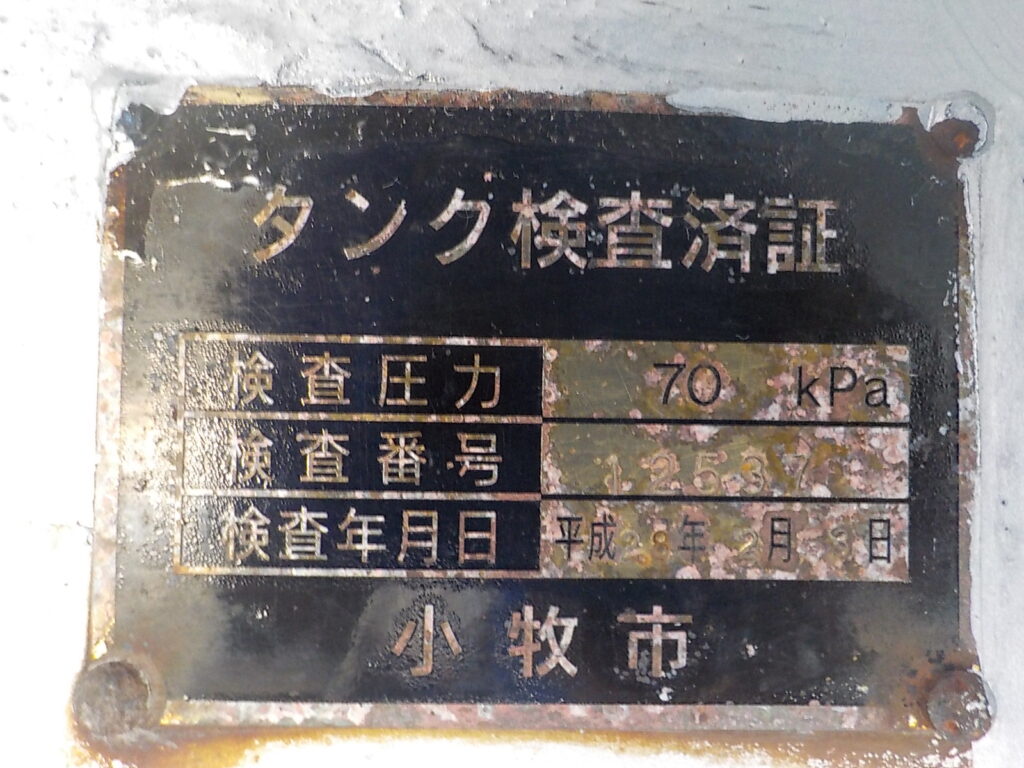 タンク検査済証
検査圧力 70 kPa
検査番号 12537
検査年月日 平成 年 月 日
小牧市